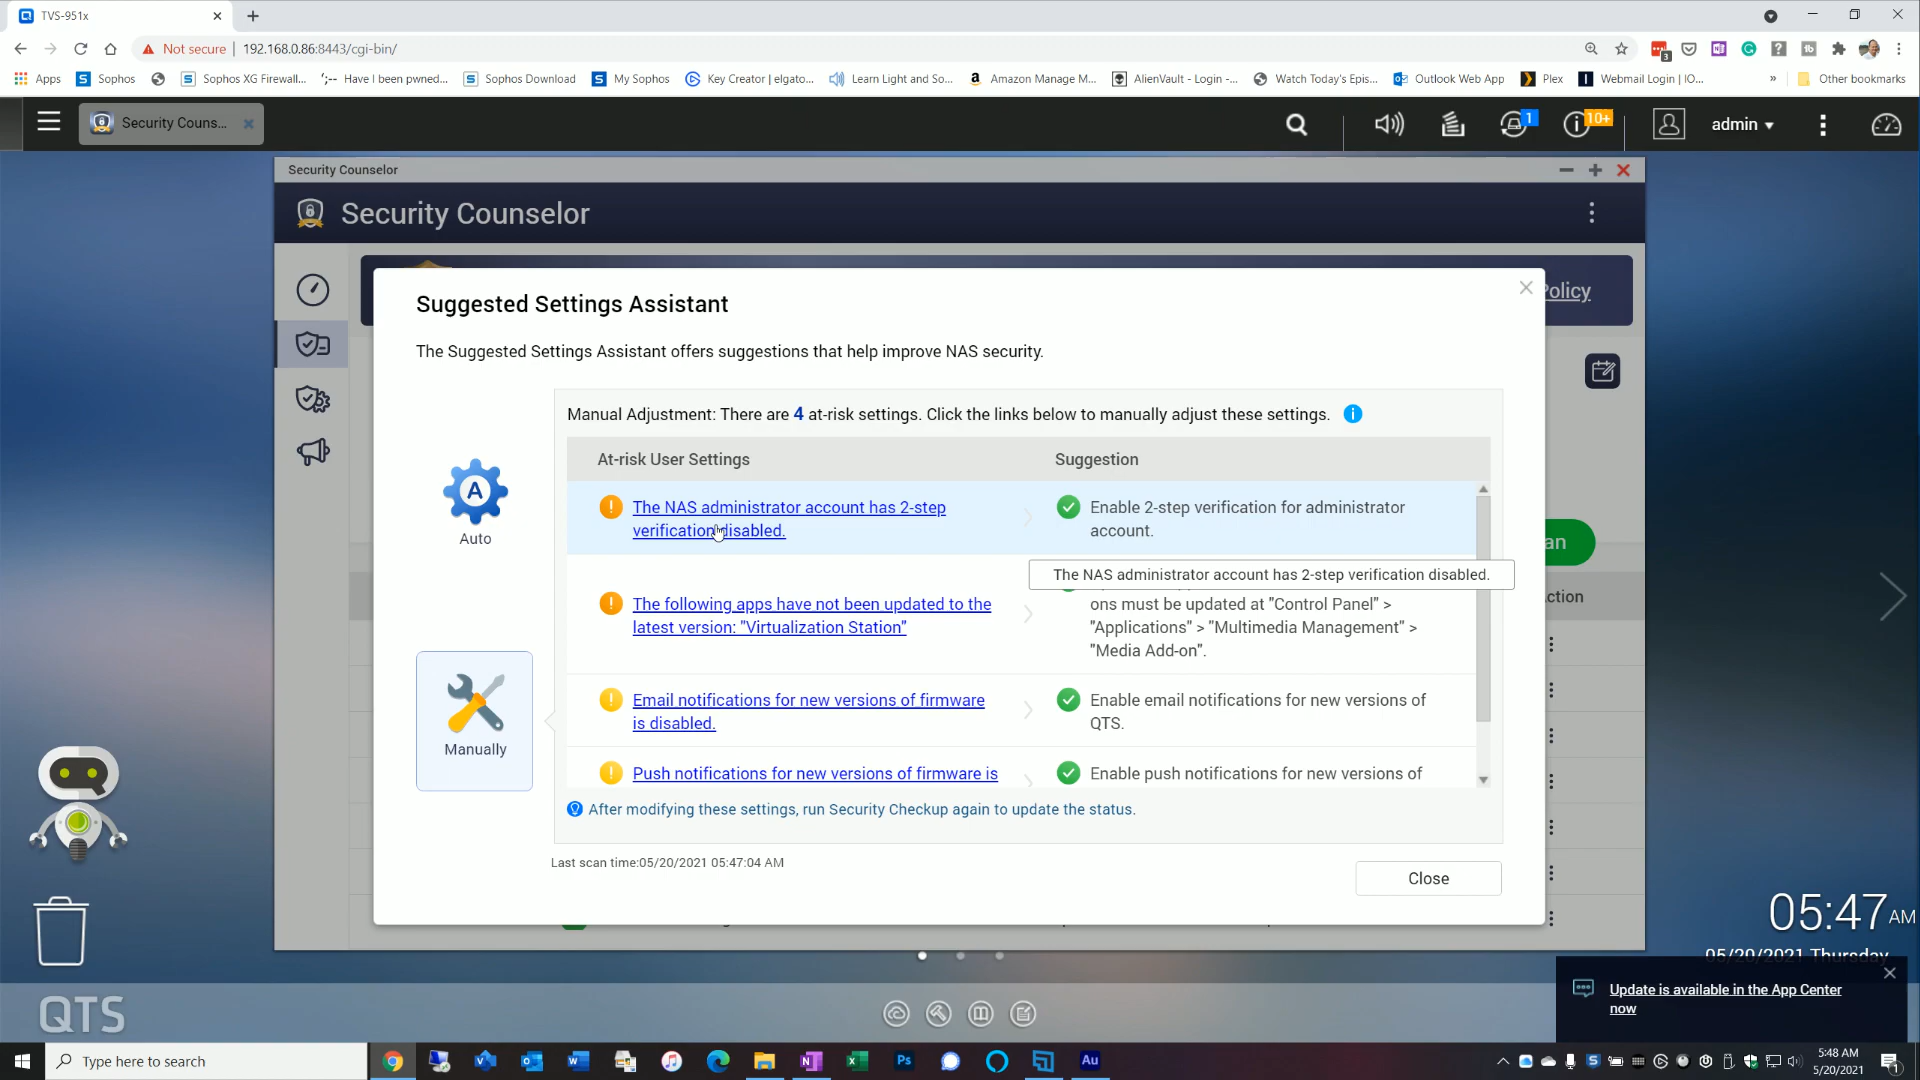 TVS-951x
Not secure
192.168.0.86:8443/cgi-bin/
3
Apps
Sophos
Sophos XG Firewall...
Have I been pwned...
Sophos Download
My Sophos
Key Creator | elgato...
Learn Light and So...
Amazon Manage M...
AlienVault - Login -...
Watch Today's Epis...
Outlook Web App
Plex
Webmail Login | IO...
»
Other bookmarks
Security Couns...
1
10+
admin
Security Counselor
Security Counselor
Policy
Suggested Settings Assistant
The Suggested Settings Assistant offers suggestions that help improve NAS security.
Manual Adjustment: There are 4 at-risk settings. Click the links below to manually adjust these settings.
At-risk User Settings
Suggestion
The NAS administrator account has 2-step
verification disabled.
Enable 2-step verification for administrator
account.
The NAS administrator account has 2-step verification disabled.
A
Auto
The following apps have not been updated to the
latest version: "Virtualization Station"
ons must be updated at "Control Panel" >
"Applications" > "Multimedia Management" >
"Media Add-on".
Manually
Email notifications for new versions of firmware
is disabled.
Enable email notifications for new versions of
QTS.
Push notifications for new versions of firmware is
Enable push notifications for new versions of
After modifying these settings, run Security Checkup again to update the status.
Last scan time:05/20/2021 05:47:04 AM
Close
an
ction
05:47 AM
05/20/2021 Thursday
Update is available in the App Center
now
QTS
Type here to search
Ps
Au
5:48 AM
5/20/2021
1